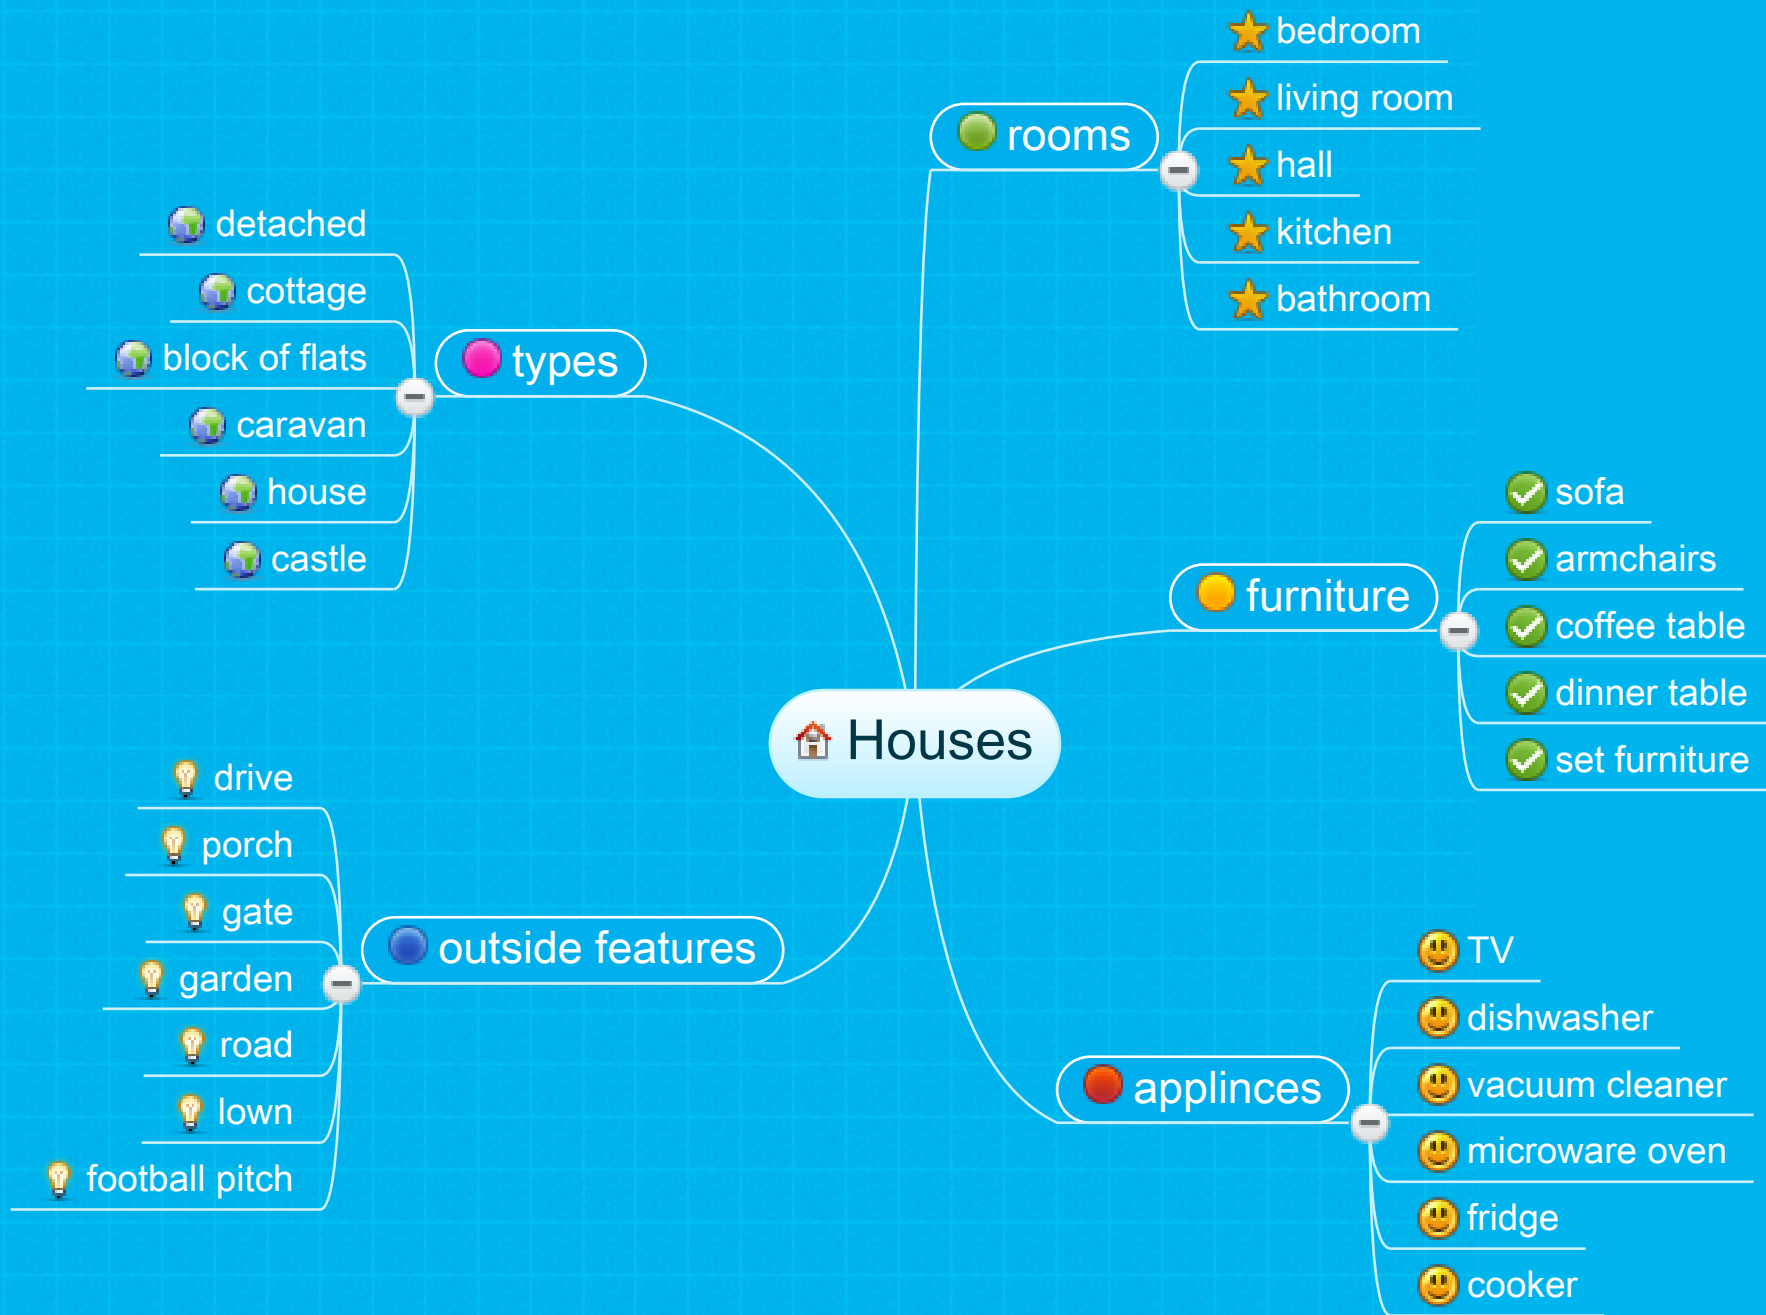 Houses
rooms
bedroom
living room
hall
kitchen
bathroom
furniture
sofa
armchairs
coffee table
dinner table
set furniture
applinces
TV
dishwasher
vacuum cleaner
microware oven
fridge
cooker
types
detached
cottage
block of flats
caravan
house
castle
outside features
drive
porch
gate
garden
road
lown
football pitch